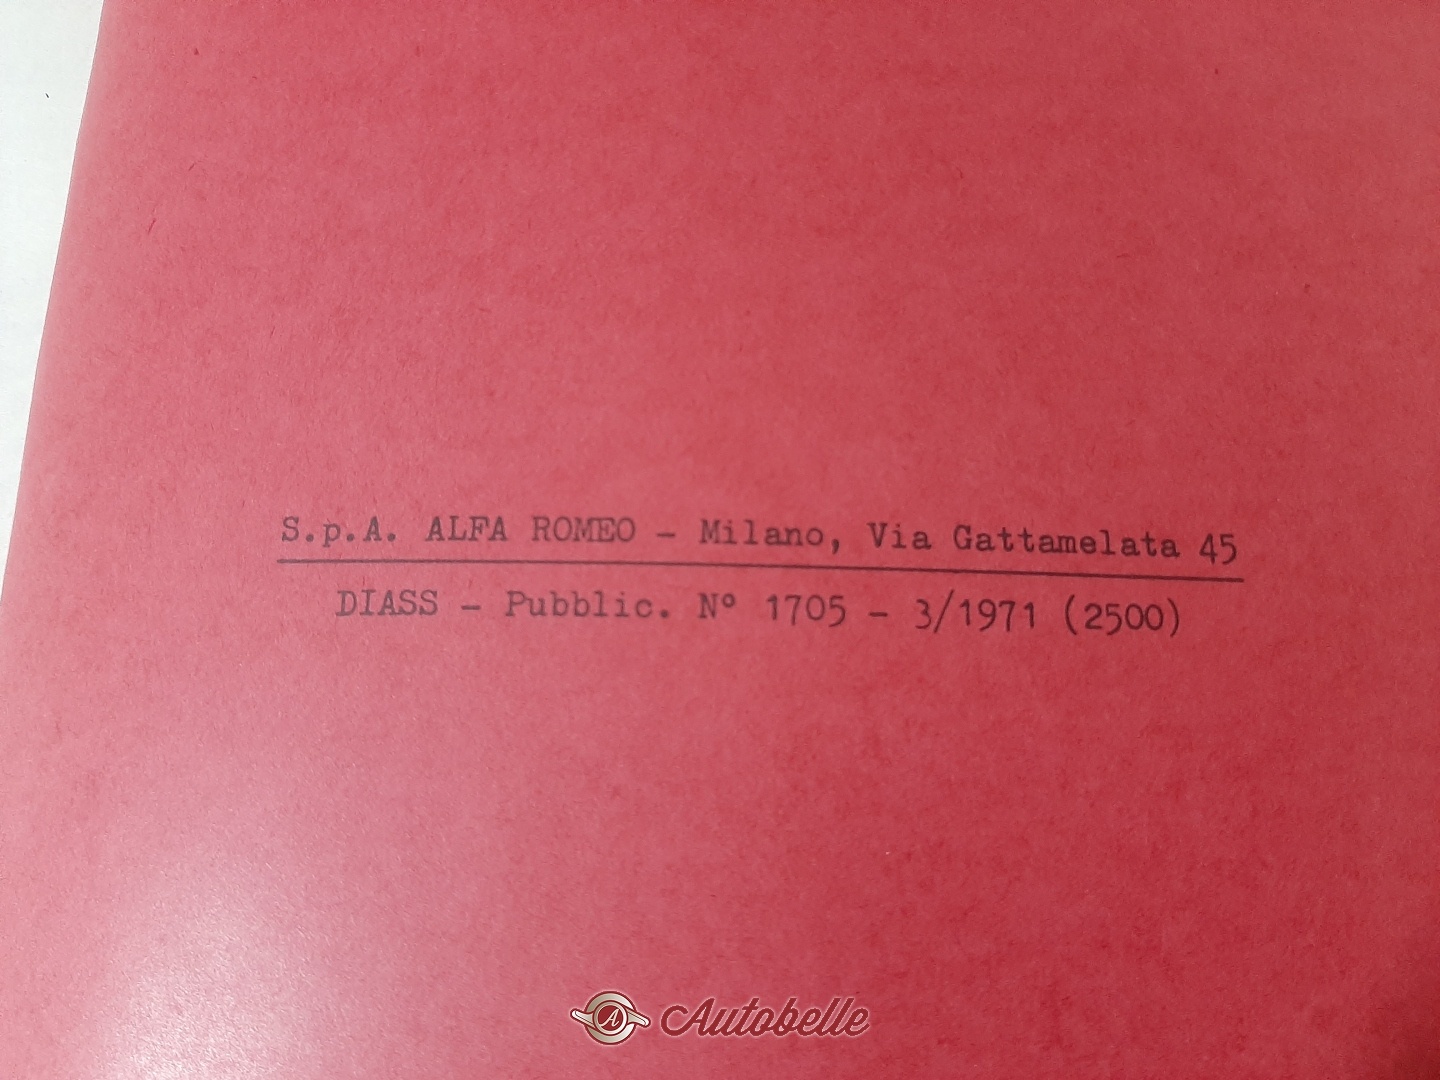 S.p.A. ALFA ROMEO - Milano, Via Gattamelata 45
DIASS - Pubblic. N° 1705 - 3/1971 (2500)
A Autobelle